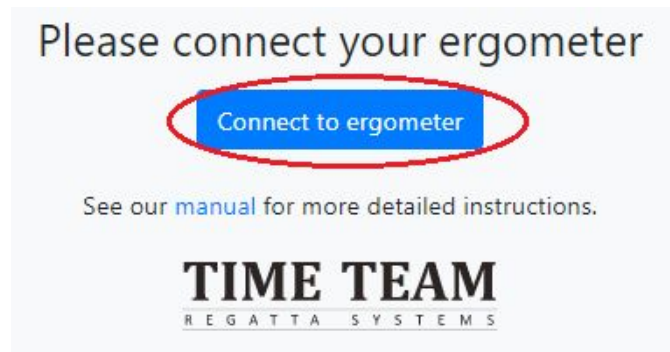 Please connect your ergometer
Connect to ergometer
See our manual for more detailed instructions.
TIME TEAM
REGATTA SYSTEMS